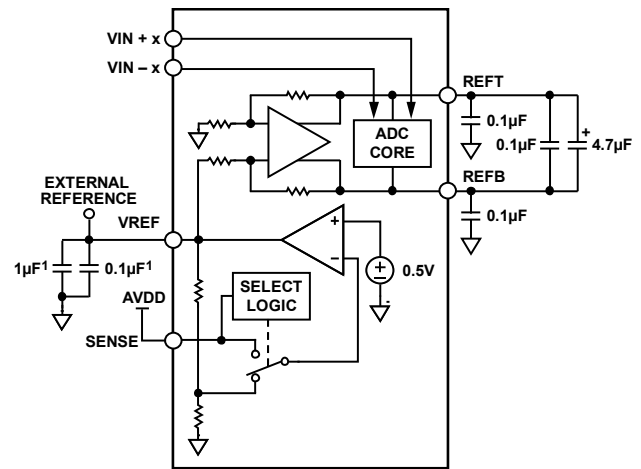 VIN + x
VIN – x
REFT
0.1µF
0.1µF
+
4.7µF
ADC
CORE
REFB
0.1µF
EXTERNAL
REFERENCE
VREF
1µF1
0.1µF1
+
–
+
–
0.5V
SELECT
LOGIC
AVDD
SENSE